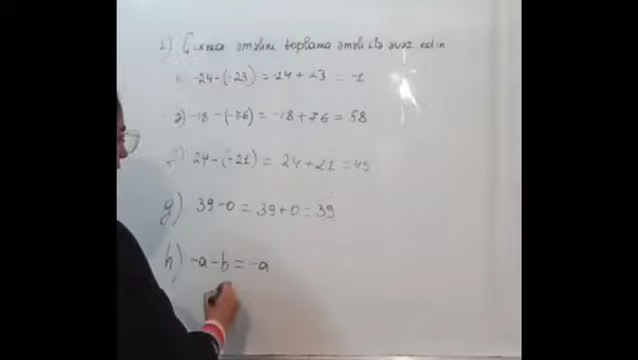 1) Çıxma əməlini toplama əməli ilə əvəz edin
-24-(-23) = -24 + 23 = -1
ə) -18 - (-76) = -18 + 76 = 58
24 - (-21) = 24 + 21 = 45
g) 39 - 0 = 39 + 0 = 39
h) -a - b = -a